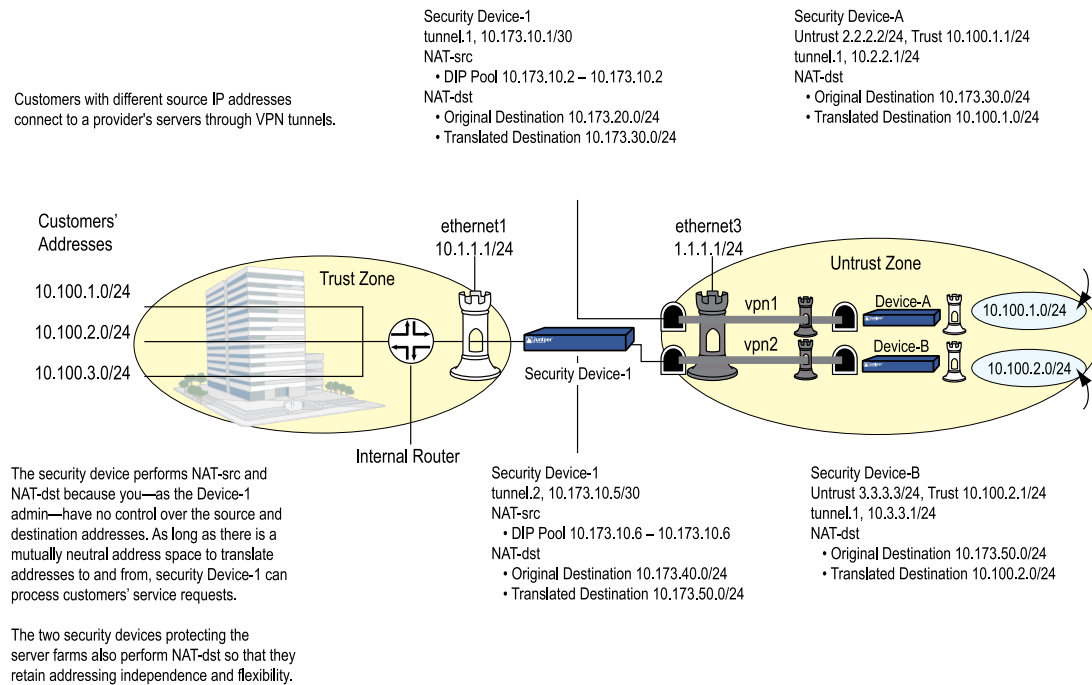 Security Device-1
tunnel.1, 10.173.10.1/30
NAT-src
• DIP Pool 10.173.10.2 – 10.173.10.2
NAT-dst
• Original Destination 10.173.20.0/24
• Translated Destination 10.173.30.0/24
Security Device-A
Untrust 2.2.2.2/24, Trust 10.100.1.1/24
tunnel.1, 10.2.2.1/24
NAT-dst
• Original Destination 10.173.30.0/24
• Translated Destination 10.100.1.0/24
Customers with different source IP addresses
connect to a provider's servers through VPN tunnels.
Customers'
Addresses
10.100.1.0/24
10.100.2.0/24
10.100.3.0/24
Trust Zone
ethernet1
10.1.1.1/24
Internal Router
Juniper
Security Device-1
ethernet3
1.1.1.1/24
Untrust Zone
vpn1
Device-A
10.100.1.0/24
vpn2
Device-B
10.100.2.0/24
The security device performs NAT-src and
NAT-dst because you—as the Device-1
admin—have no control over the source and
destination addresses. As long as there is a
mutually neutral address space to translate
addresses to and from, security Device-1 can
process customers' service requests.
The two security devices protecting the
server farms also perform NAT-dst so that they
retain addressing independence and flexibility.
Security Device-1
tunnel.2, 10.173.10.5/30
NAT-src
• DIP Pool 10.173.10.6 – 10.173.10.6
NAT-dst
• Original Destination 10.173.40.0/24
• Translated Destination 10.173.50.0/24
Security Device-B
Untrust 3.3.3.3/24, Trust 10.100.2.1/24
tunnel.1, 10.3.3.1/24
NAT-dst
• Original Destination 10.173.50.0/24
• Translated Destination 10.100.2.0/24